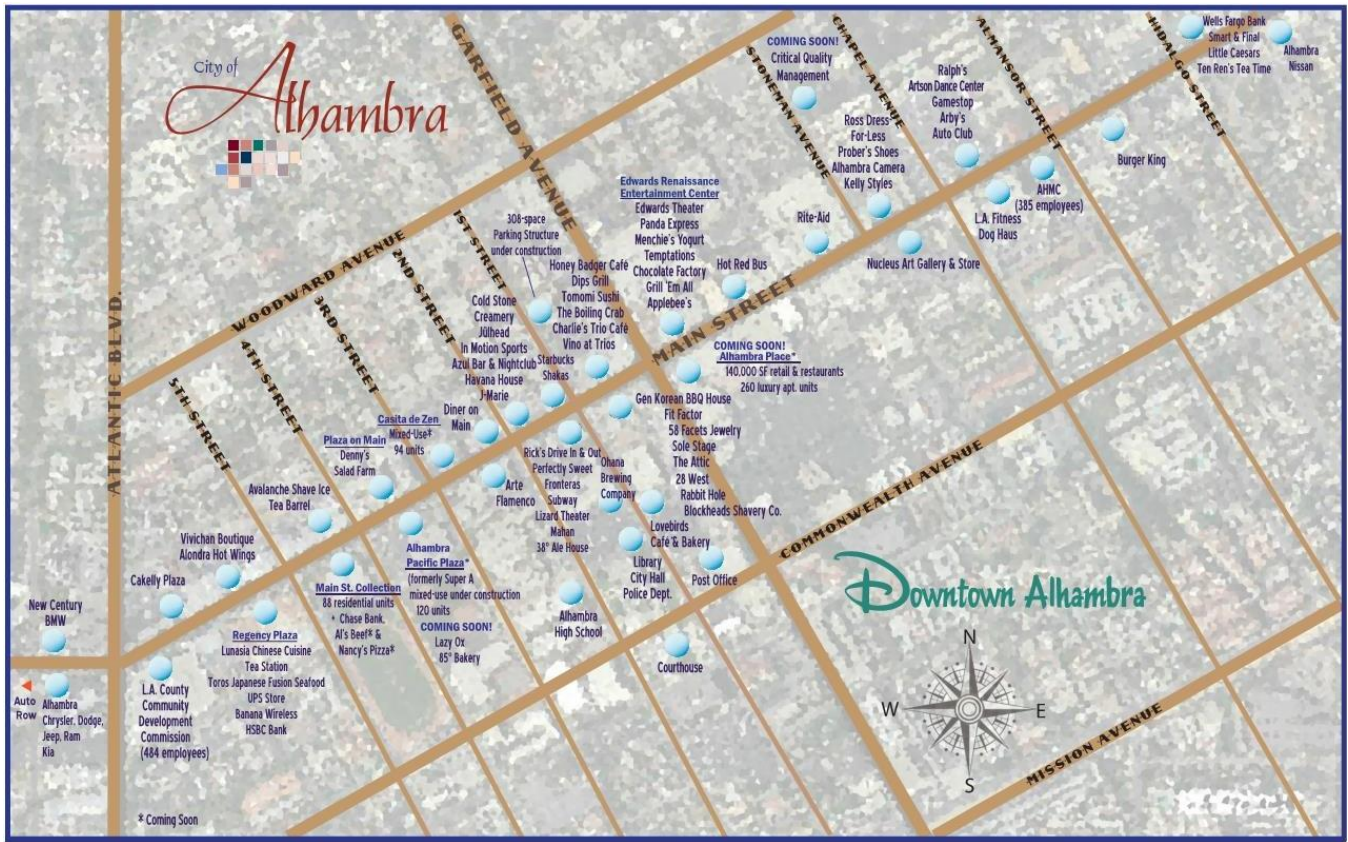 City of
Alhambra
GARFIELD AVENUE
STONEMAN AVENUE
CHAPEL AVENUE
ALMANSOR STREET
HIDALGO STREET
ATLANTIC BLVD.
WOODWARD AVENUE
MAIN STREET
COMMONWEALTH AVENUE
MISSION AVENUE
1ST STREET
2ND STREET
3RD STREET
4TH STREET
5TH STREET
COMING SOON!
Critical Quality
Management
Ross Dress-
For-Less
Prober's Shoes
Alhambra Camera
Kelly Styles
Ralph's
Artson Dance Center
Gamestop
Arby's
Auto Club
Wells Fargo Bank
Smart & Final
Little Caesars
Ten Ren's Tea Time
Alhambra
Nissan
Burger King
AHMC
(385 employees)
L.A. Fitness
Dog Haus
Rite-Aid
Nucleus Art Gallery & Store
Edwards Renaissance
Entertainment Center
Edwards Theater
Panda Express
Menchie's Yogurt
Temptations
Chocolate Factory
Grill 'Em All
Applebee's
Hot Red Bus
308-space
Parking Structure
under construction
Honey Badger Café
Dips Grill
Tomomi Sushi
The Boiling Crab
Charlie's Trio Café
Vino at Trios
Cold Stone
Creamery
Jülhead
In Motion Sports
Azul Bar & Nightclub
Havana House
J-Marie
Starbucks
Shakas
COMING SOON!
Alhambra Place*
140,000 SF retail & restaurants
260 luxury apt. units
Gen Korean BBQ House
Fit Factor
58 Facets Jewelry
Sole Stage
The Attic
28 West
Rabbit Hole
Blockheads Shavery Co.
Diner on
Main
Casita de Zen
Mixed-Use*
94 units
Plaza on Main
Denny's
Salad Farm
Avalanche Shave Ice
Tea Barrel
Vivichan Boutique
Alondra Hot Wings
Cakelly Plaza
New Century
BMW
Arte
Flamenco
Rick's Drive In & Out
Perfectly Sweet
Fronteras
Subway
Lizard Theater
Mahan
38° Ale House
Ohana
Brewing
Company
Lovebirds
Café & Bakery
Library
City Hall
Police Dept.
Post Office
Alhambra
High School
Courthouse
Alhambra
Pacific Plaza*
(formerly Super A
mixed-use under construction
120 units
COMING SOON!
Lazy Ox
85° Bakery
Main St. Collection
88 residential units
• Chase Bank,
Al's Beef* &
Nancy's Pizza*
Regency Plaza
Lunasia Chinese Cuisine
Tea Station
Toros Japanese Fusion Seafood
UPS Store
Banana Wireless
HSBC Bank
L.A. County
Community
Development
Commission
(484 employees)
Auto
Row
Alhambra
Chrysler, Dodge,
Jeep, Ram
Kia
* Coming Soon
Downtown Alhambra
N
W
E
S